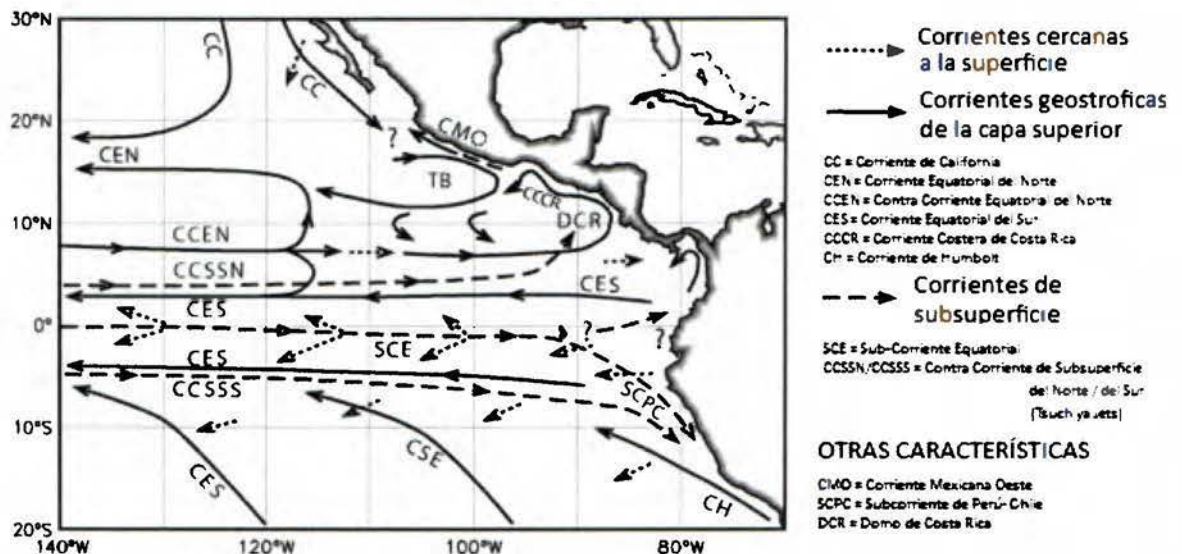 30°N
20°N
10°N
0°
10°S
20°S
140°W
120°W
100°W
80°W
CC
CC
?
CMO
CEN
TB
CCCR
DCR
CCEN
CCSSN
CES
CES
?
?
SCE
CES
CCSSS
SCPC
CES
CSE
CH
Corrientes cercanas
a la superficie
Corrientes geostroficas
de la capa superior
CC = Corriente de California
CEN = Corriente Equatorial del Norte
CCEN = Contra Corriente Equatorial del Norte
CES = Corriente Equatorial del Sur
CCCR = Corriente Costera de Costa Rica
CH = Corriente de Humbolt
Corrientes de
subsuperficie
SCE = Sub-Corriente Equatorial
CCSSN/CCSSS = Contra Corriente de Subsuperficie
del Norte / del Sur
(Tsuch ya Jets)
OTRAS CARACTERÍSTICAS
CMO = Corriente Mexicana Oeste
SCPC = Subcorriente de Perú-Chile
DCR = Domo de Costa Rica